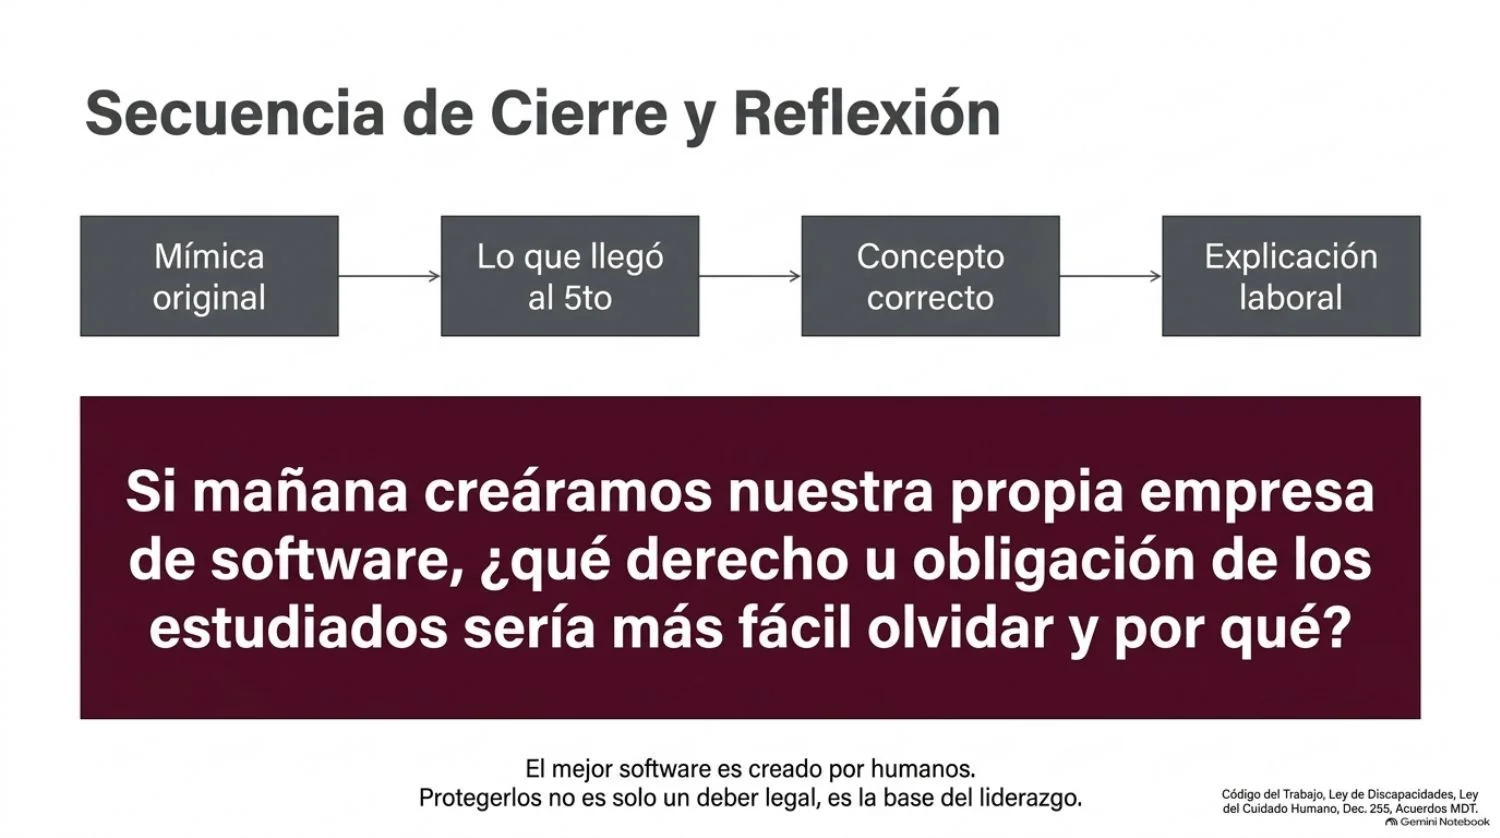 Secuencia de Cierre y Reflexión
Mímica
original
Lo que llegó
al 5to
Concepto
correcto
Explicación
laboral
Si mañana creáramos nuestra propia empresa
de software, ¿qué derecho u obligación de los
estudiados sería más fácil olvidar y por qué?
El mejor software es creado por humanos.
Protegerlos no es solo un deber legal, es la base del liderazgo.
Código del Trabajo, Ley de Discapacidades, Ley
del Cuidado Humano, Dec. 255, Acuerdos MDT.
Gemini Notebook